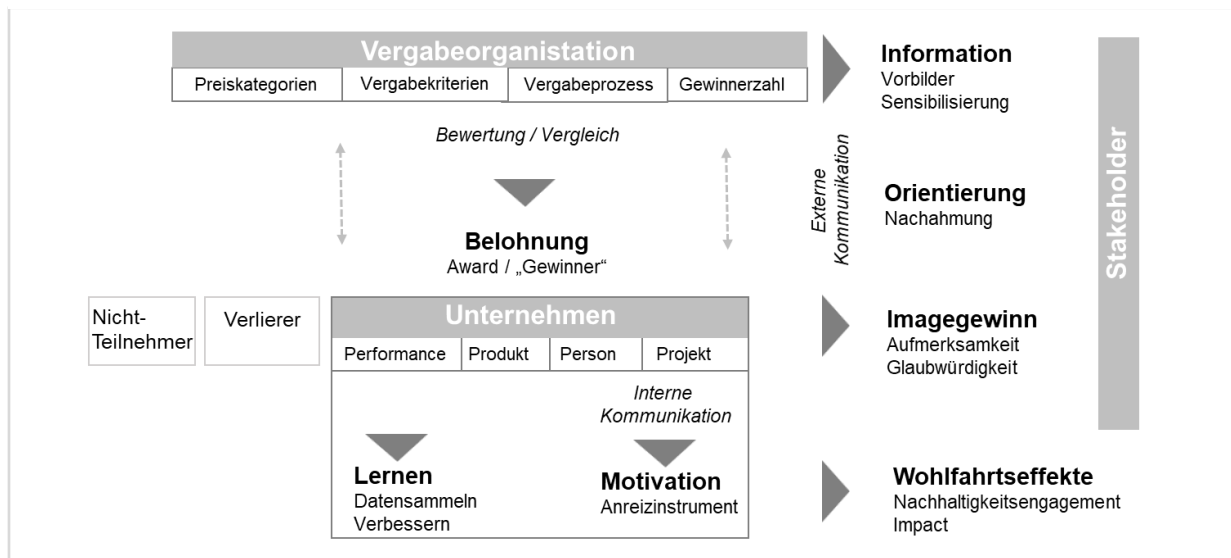 Vergabeorganistation
Preiskategorien
Vergabekriterien
Vergabeprozess
Gewinnerzahl
Bewertung / Vergleich
Belohnung
Award / „Gewinner“
Nicht-
Teilnehmer
Verlierer
Unternehmen
Performance
Produkt
Person
Projekt
Interne
Kommunikation
Lernen
Datensammeln
Verbessern
Motivation
Anreizinstrument
Externe
Kommunikation
Information
Vorbilder
Sensibilisierung
Orientierung
Nachahmung
Imagegewinn
Aufmerksamkeit
Glaubwürdigkeit
Wohlfahrtseffekte
Nachhaltigkeitsengagement
Impact
Stakeholder